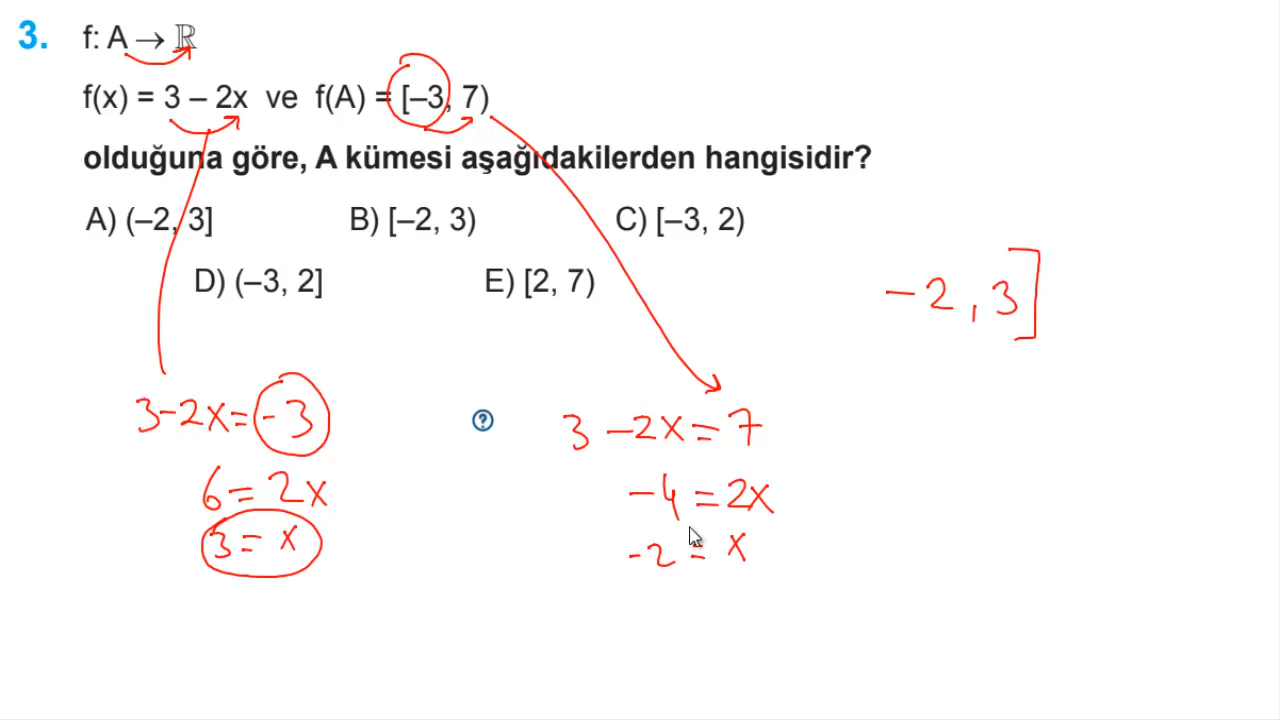 3. f: A → ℝ
f(x) = 3 – 2x ve f(A) = [–3, 7)
olduğuna göre, A kümesi aşağıdakilerden hangisidir?
A) (–2, 3] B) [–2, 3) C) [–3, 2)
D) (–3, 2] E) [2, 7)
-2, 3]
3-2x=-3
6=2x
3=x
?
3-2x=7
-4=2x
-2=x